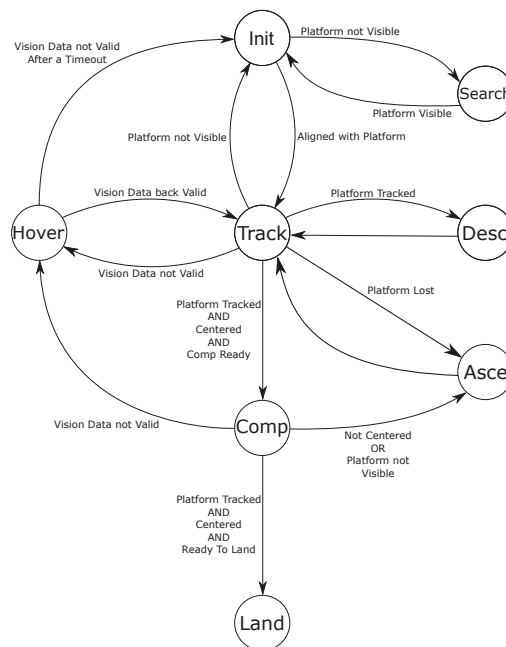 Init
Platform not Visible
Vision Data not Valid
After a Timeout
Search
Platform Visible
Platform not Visible
Aligned with Platform
Vision Data back Valid
Platform Tracked
Hover
Track
Desc
Vision Data not Valid
Platform Lost
Platform Tracked
AND
Centered
AND
Comp Ready
Asce
Vision Data not Valid
Comp
Not Centered
OR
Platform not
Visible
Platform Tracked
AND
Centered
AND
Ready To Land
Land